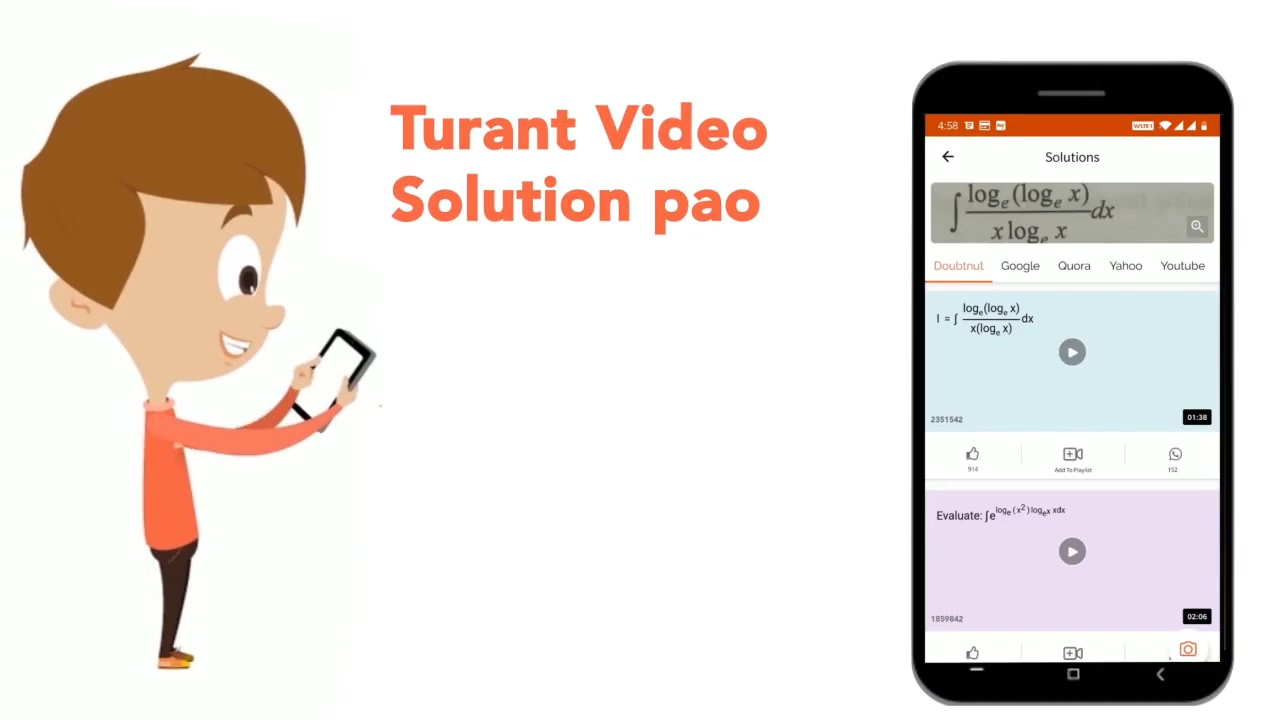 Turant Video
Solution pao
4:58
Solutions
∫ logₑ(logₑ x) / x logₑ x dx
Doubtnut Google Quora Yahoo Youtube
I = ∫ logₑ(logₑ x) / x(logₑ x) dx
2351542 01:38
914 Add To Playlist 152
Evaluate: ∫e^logₑ(x²)logₑx xdx
1859842 02:06